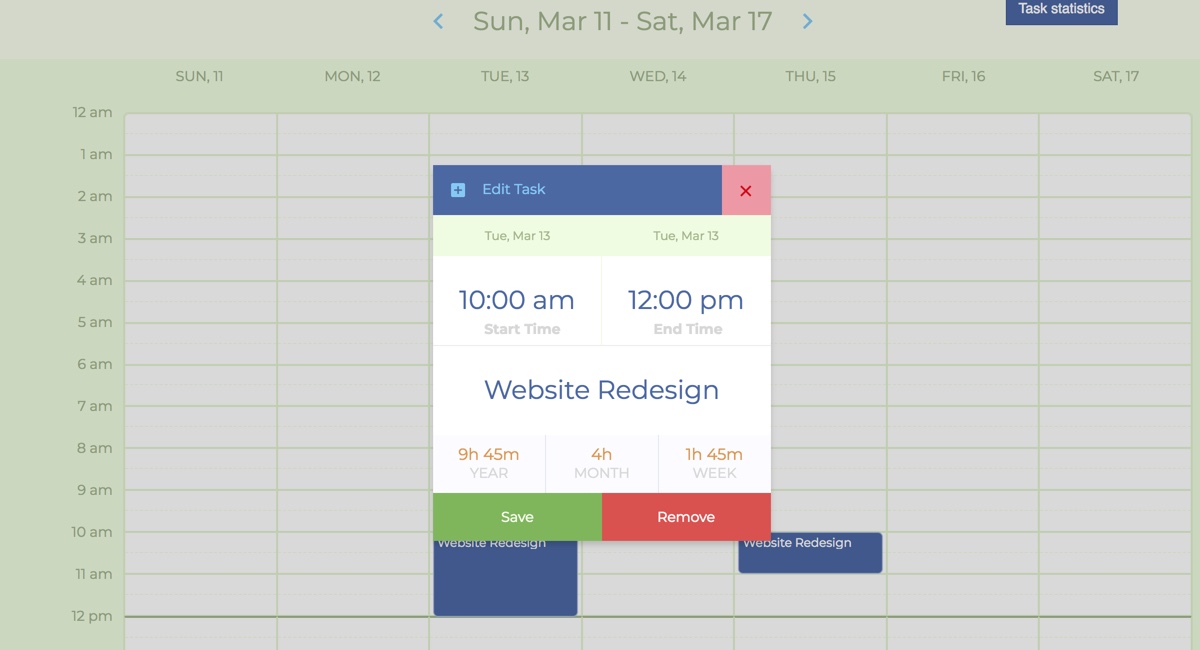 Task statistics
Sun, Mar 11 - Sat, Mar 17
SUN, 11 MON, 12 TUE, 13 WED, 14 THU, 15 FRI, 16 SAT, 17
12 am
1 am
2 am
3 am
4 am
5 am
6 am
7 am
8 am
9 am
10 am
11 am
12 pm
Edit Task
Tue, Mar 13 Tue, Mar 13
10:00 am 12:00 pm
Start Time End Time
Website Redesign
9h 45m 4h 1h 45m
YEAR MONTH WEEK
Save Remove
Website Redesign Website Redesign